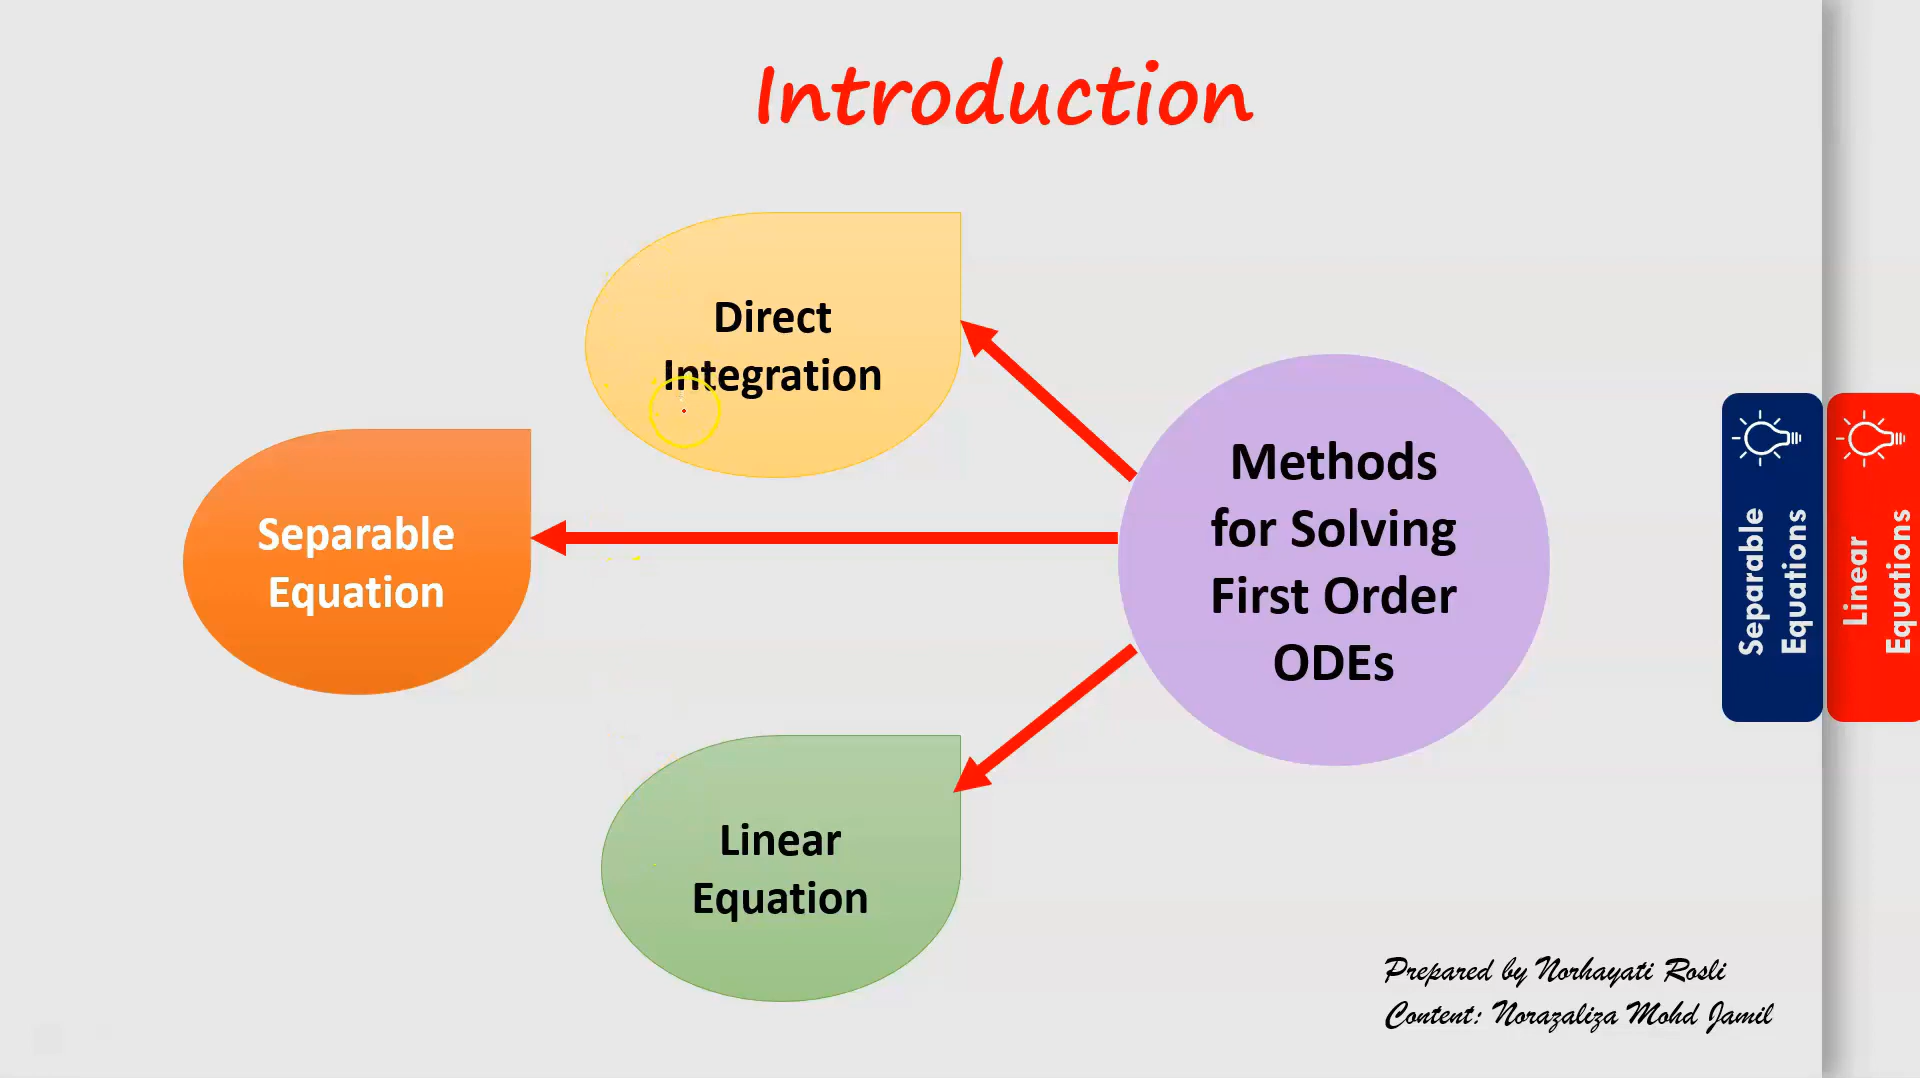 Introduction
Direct
Integration
Separable
Equation
Methods
for Solving
First Order
ODEs
Linear
Equation
Separable
Equations
Linear
Equations
Prepared by Norhayati Rosli
Content: Norazaliza Mohd Jamil